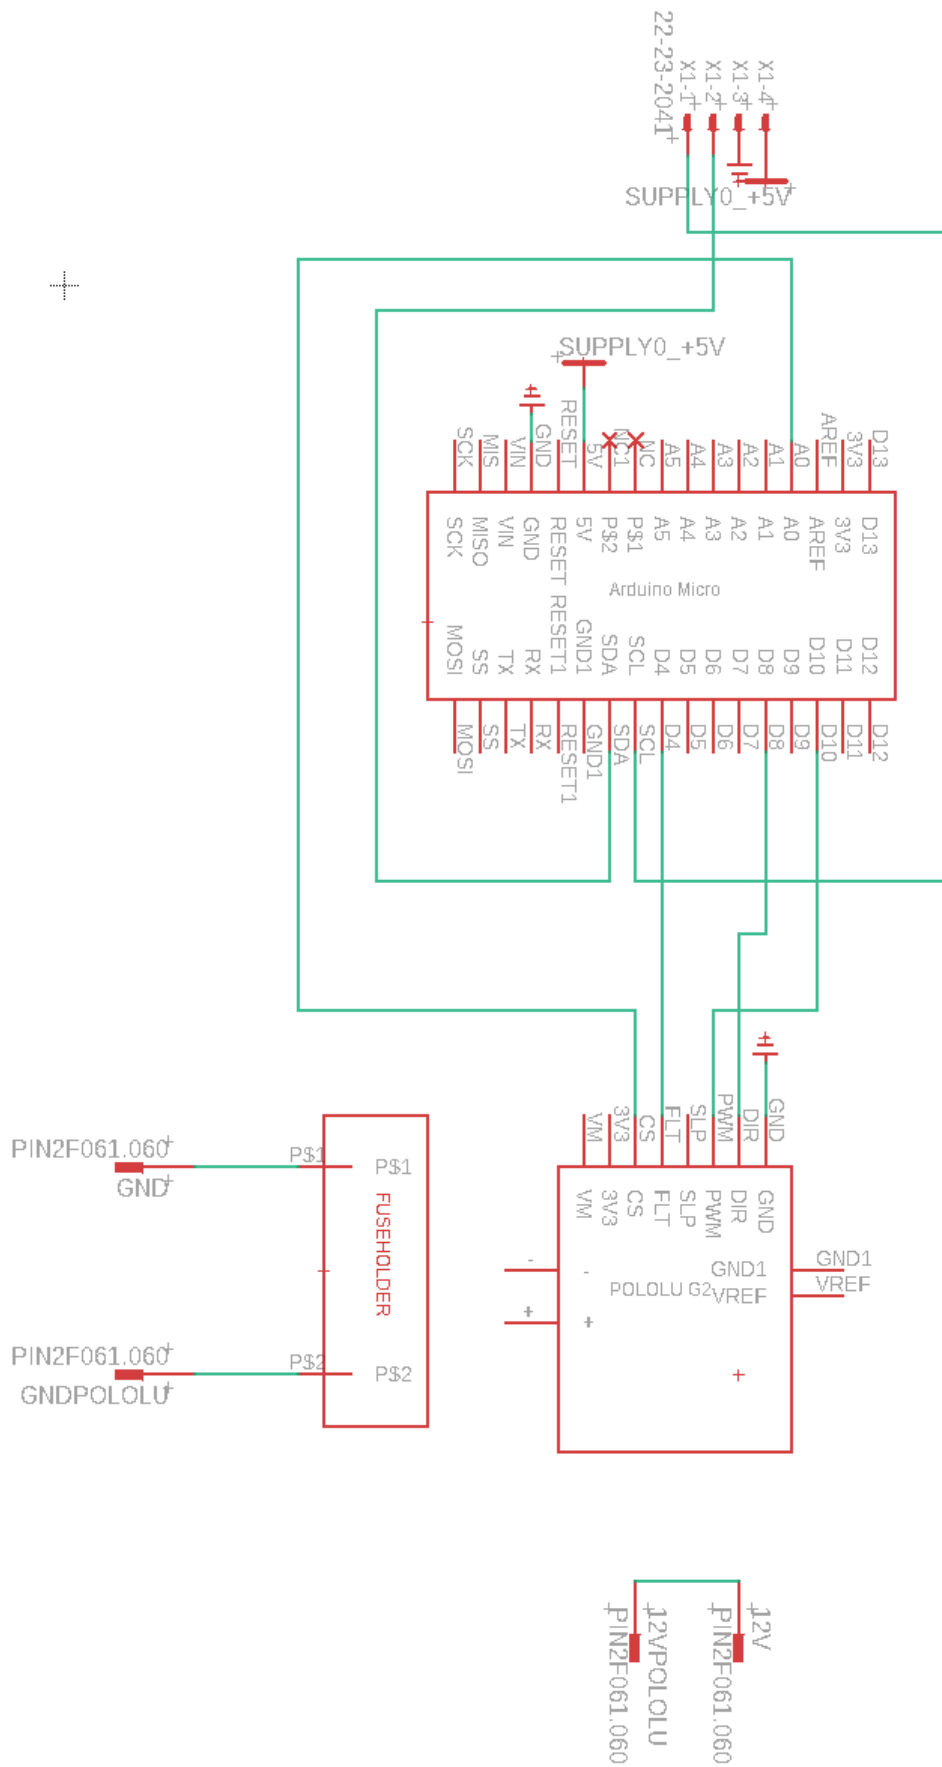 22-23-2041
X1-1
X1-2
X1-3
X1-4
SUPPLY0_+5V
SUPPLY0_+5V
SCK
MIS
VIN
GND
RESET
5V
NC1
NC
A5
A4
A3
A2
A1
A0
AREF
3V3
D13
SCK
MISO
VIN
GND
RESET
5V
P$2
P$1
A5
A4
A3
A2
A1
A0
AREF
3V3
D13
Arduino Micro
MOSI
SS
TX
RX
RESET1
GND1
SDA
SCL
D4
D5
D6
D7
D8
D9
D10
D11
D12
MOSI
SS
TX
RX
RESET1
GND1
SDA
SCL
D4
D5
D6
D7
D8
D9
D10
D11
D12
VM
3V3
CS
FLT
SLP
PWM
DIR
GND
PIN2F061.060
GND
P$1
P$1
FUSEHOLDER
VM
3V3
CS
FLT
SLP
PWM
DIR
GND
-
-
GND1
GND1
POLOLU G2
VREF
VREF
+
+
PIN2F061.060
GNDPOLOLU
P$2
P$2
PIN2F061.060
12VPOLOLU
PIN2F061.060
12V